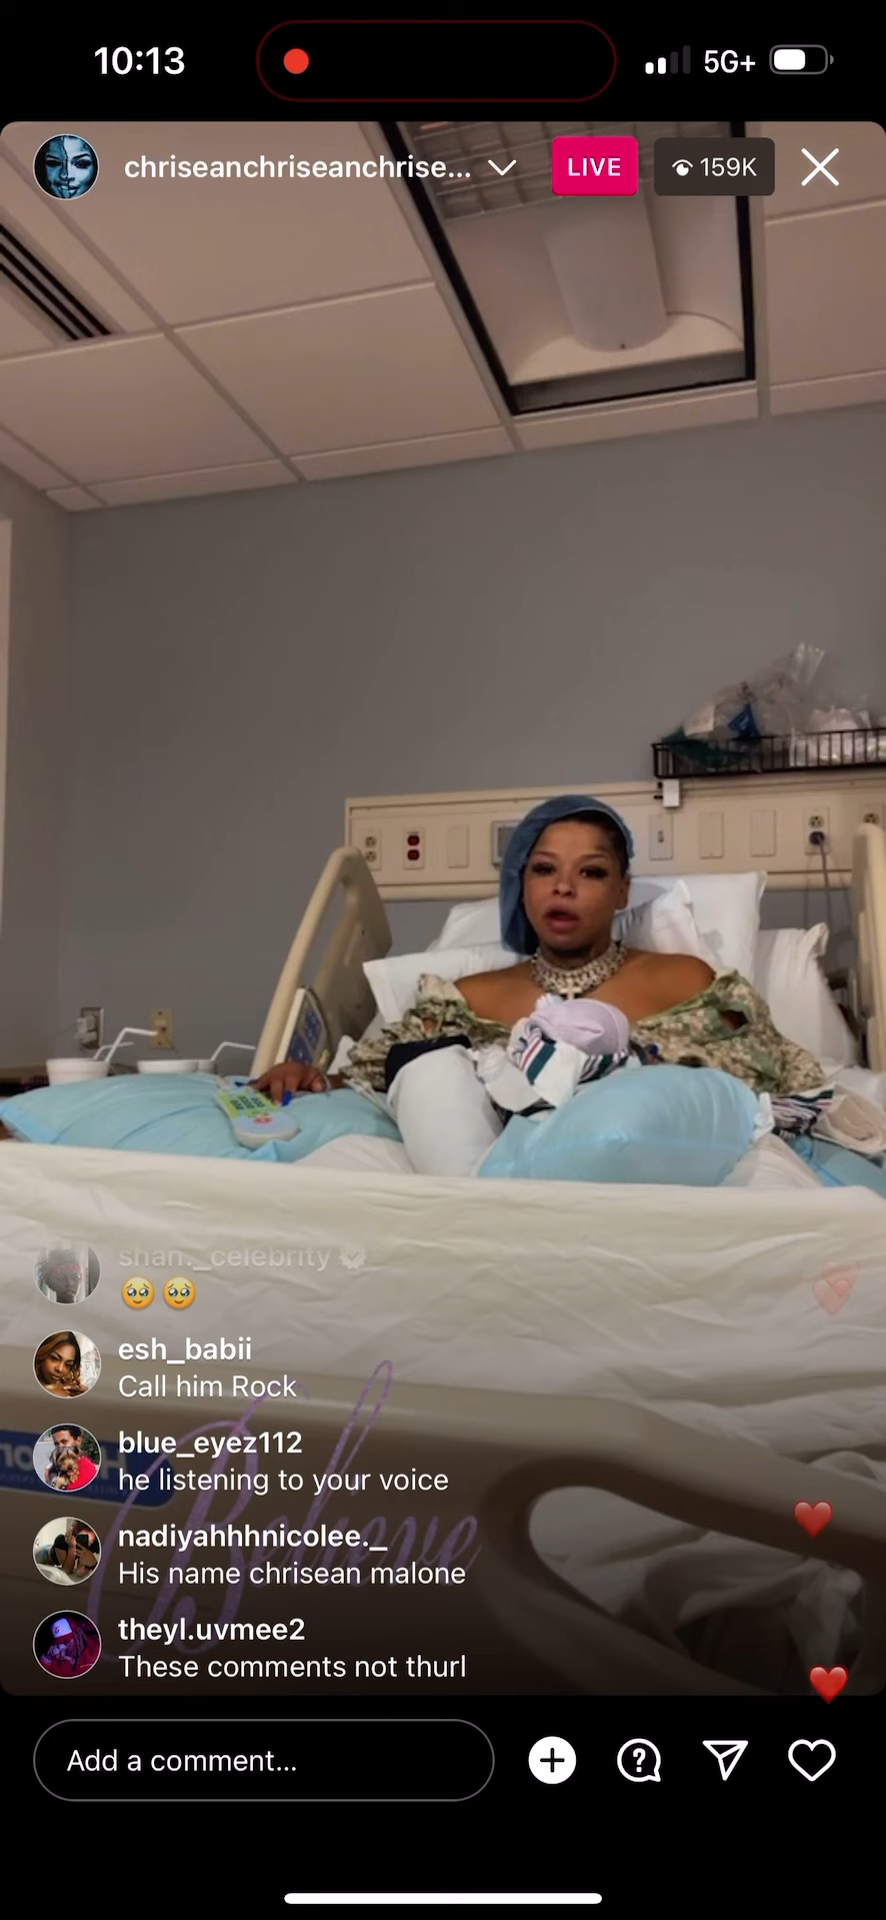 10:13
5G+
chriseanchriseanchrise...
LIVE
159K
shan._celebrity
🥹🥹
esh_babii
Call him Rock
blue_eyez112
he listening to your voice
nadiyahhhnicolee._
His name chrisean malone
theyl.uvmee2
These comments not thurl
Believe
Add a comment...